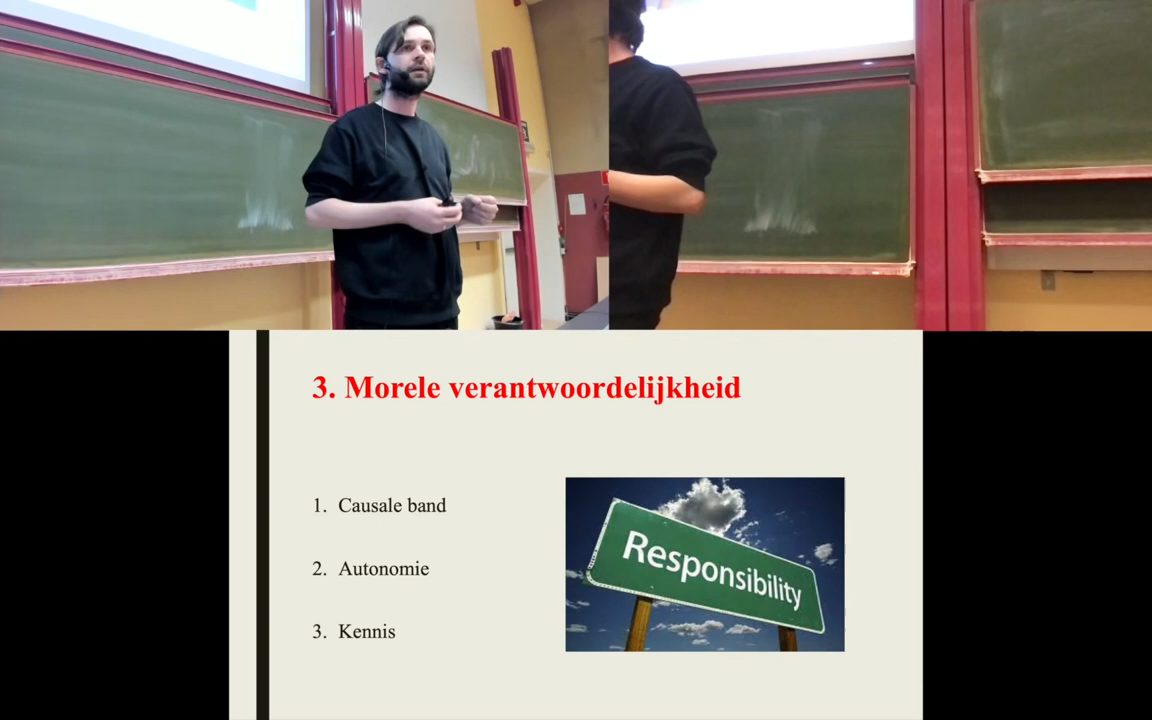 3. Morele verantwoordelijkheid
1. Causale band
2. Autonomie
3. Kennis
Responsibility